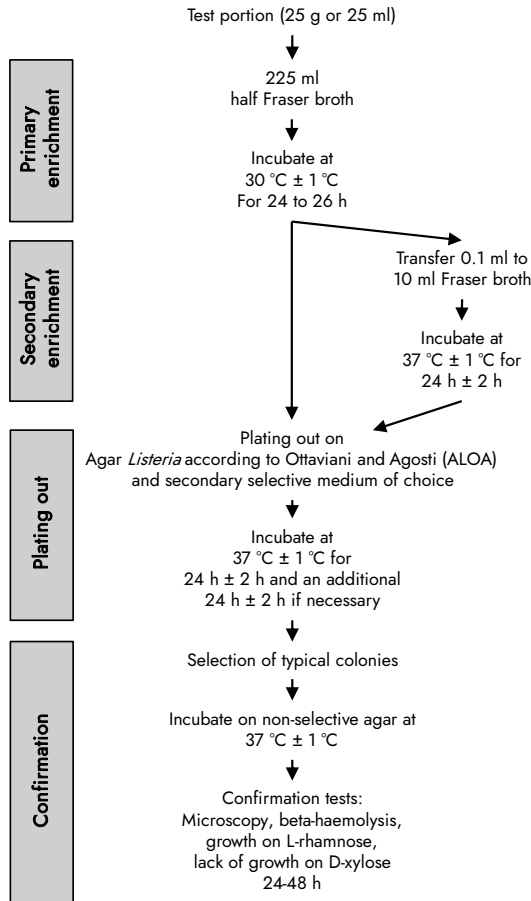 Test portion (25 g or 25 ml)
Primary
enrichment
225 ml
half Fraser broth
Incubate at
30 °C ± 1 °C
For 24 to 26 h
Secondary
enrichment
Transfer 0.1 ml to
10 ml Fraser broth
Incubate at
37 °C ± 1 °C for
24 h ± 2 h
Plating out
Plating out on
Agar Listeria according to Ottaviani and Agosti (ALOA)
and secondary selective medium of choice
Incubate at
37 °C ± 1 °C for
24 h ± 2 h and an additional
24 h ± 2 h if necessary
Confirmation
Selection of typical colonies
Incubate on non-selective agar at
37 °C ± 1 °C
Confirmation tests:
Microscopy, beta-haemolysis,
growth on L-rhamnose,
lack of growth on D-xylose
24-48 h